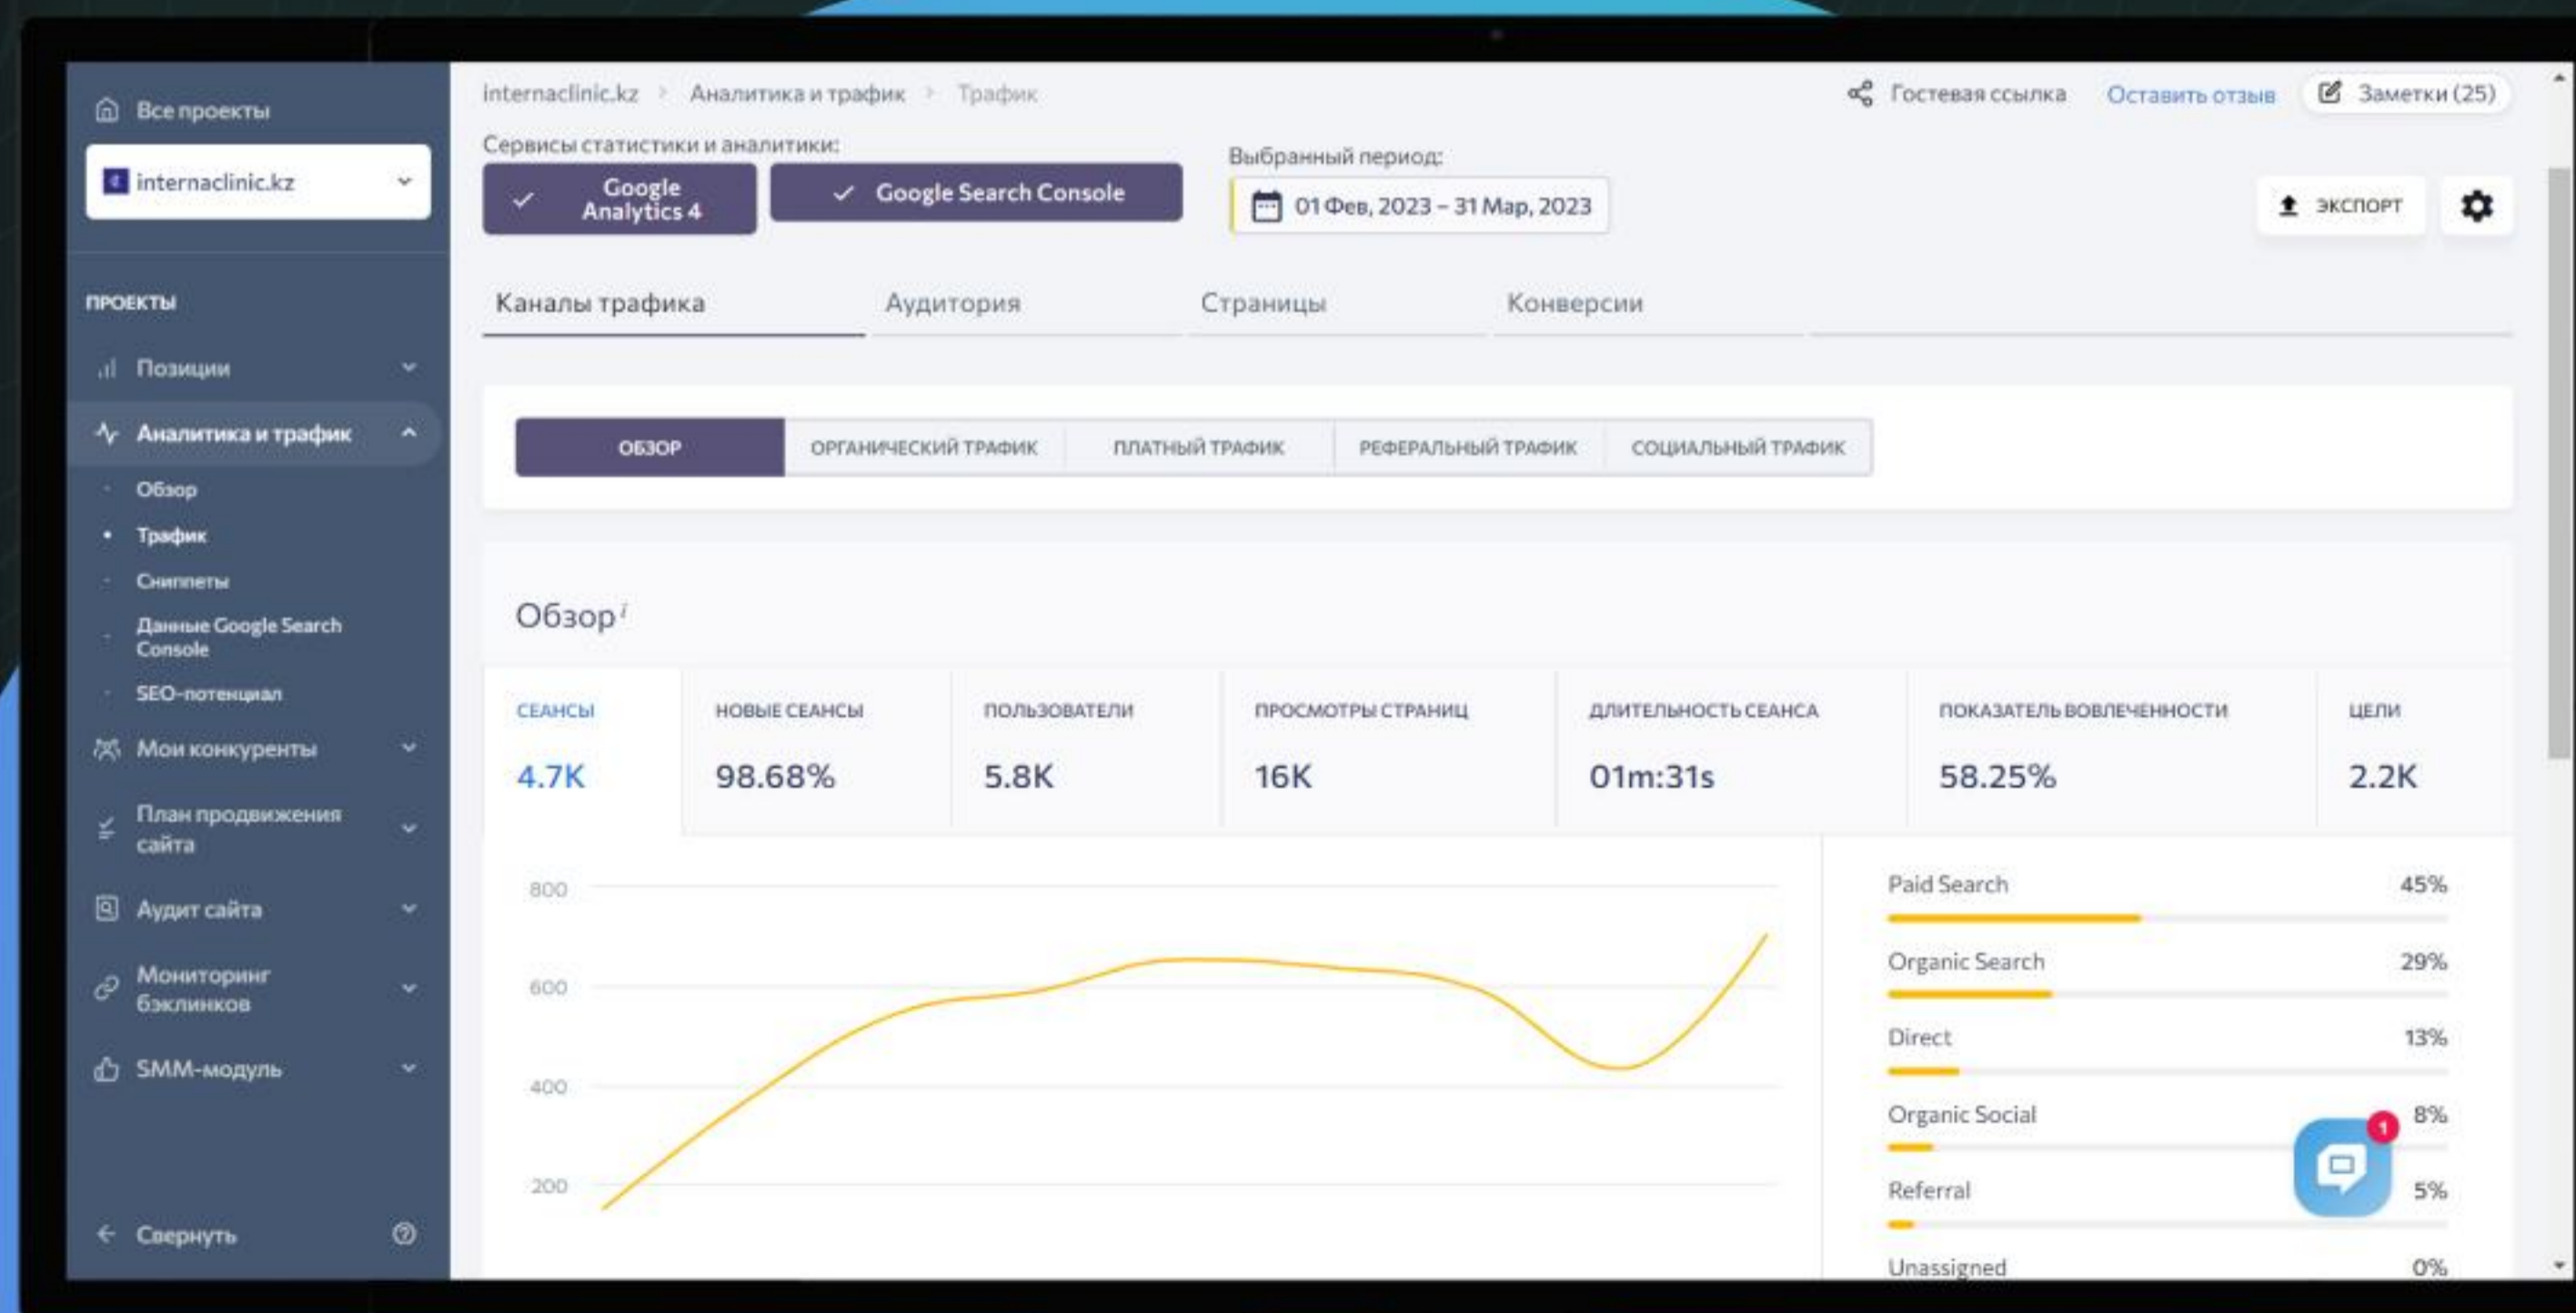 Все проекты
internaclinic.kz
ПРОЕКТЫ
Позиции
Аналитика и трафик
Обзор
Трафик
Сниппеты
Данные Google Search
Console
SEO-потенциал
Мои конкуренты
План продвижения
сайта
Аудит сайта
Мониторинг
бэклинков
SMM-модуль
Свернуть
internaclinic.kz > Аналитика и трафик > Трафик
Гостевая ссылка Оставить отзыв Заметки (25)
Сервисы статистики и аналитики:
Google
Analytics 4
Google Search Console
Выбранный период:
01 Фев, 2023 – 31 Мар, 2023
ЭКСПОРТ
Каналы трафика Аудитория Страницы Конверсии
ОБЗОР ОРГАНИЧЕСКИЙ ТРАФИК ПЛАТНЫЙ ТРАФИК РЕФЕРАЛЬНЫЙ ТРАФИК СОЦИАЛЬНЫЙ ТРАФИК
Обзор i
СЕАНСЫ НОВЫЕ СЕАНСЫ ПОЛЬЗОВАТЕЛИ ПРОСМОТРЫ СТРАНИЦ ДЛИТЕЛЬНОСТЬ СЕАНСА ПОКАЗАТЕЛЬ ВОВЛЕЧЕННОСТИ ЦЕЛИ
4.7K 98.68% 5.8K 16K 01m:31s 58.25% 2.2K
800
600
400
200
Paid Search 45%
Organic Search 29%
Direct 13%
Organic Social 8%
1
Referral 5%
Unassigned 0%